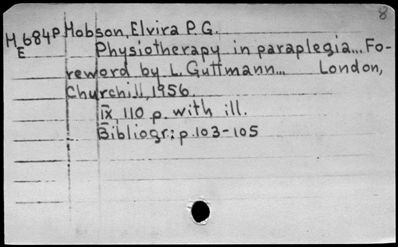 8
M684P Hobson, Elvira P.G.
E Physiotherapy in paraplegia... Fo-
reword by L. Guttmann... London,
Churchill, 1956.
IX, 110 p. with ill.
Bibliogr: p. 103-105